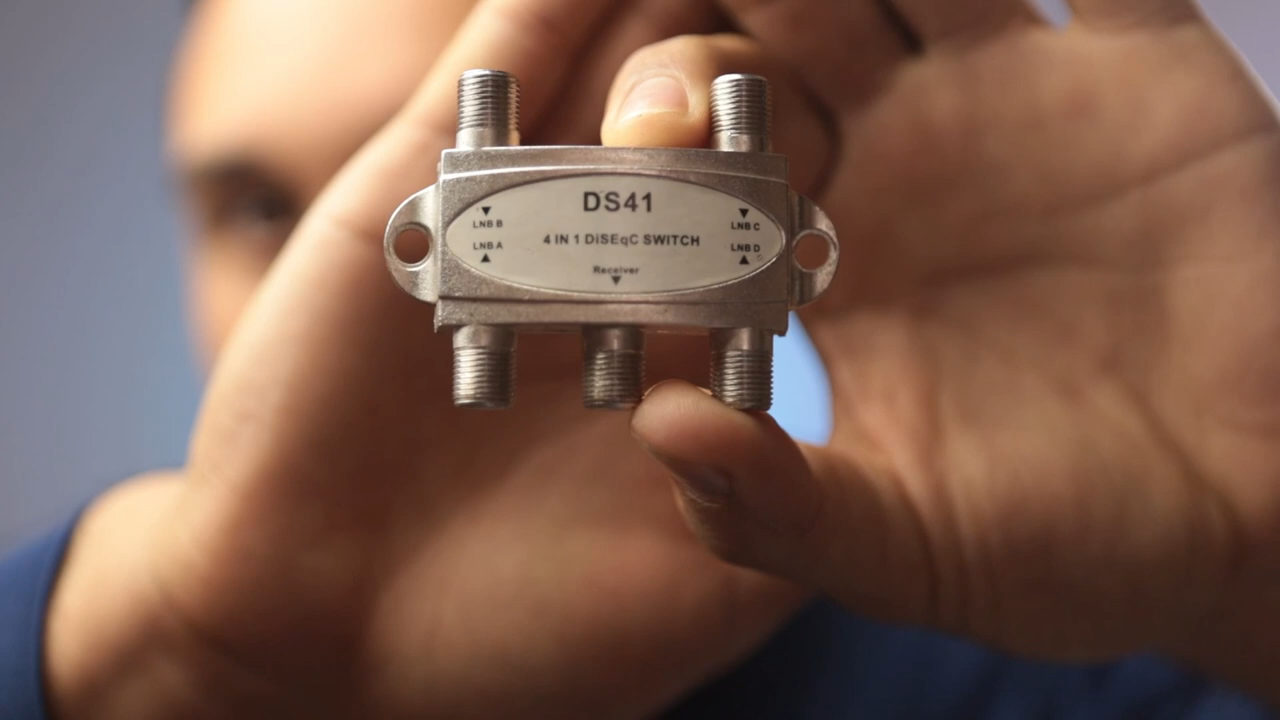 DS41
▼ ▼
LNB B LNB C
4 IN 1 DiSEqC SWITCH
LNB A LNB D
▲ ▲
Receiver
▼